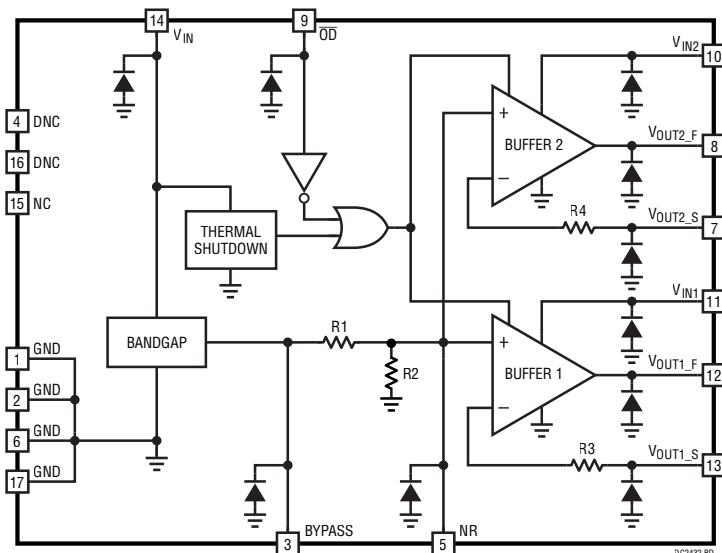 14
V_IN
9
O̅D̅
V_IN2
10
4 DNC
16 DNC
15 NC
+
BUFFER 2
−
V_OUT2_F
8
R4
V_OUT2_S
7
THERMAL
SHUTDOWN
V_IN1
11
BANDGAP
R1
R2
+
BUFFER 1
−
V_OUT1_F
12
1 GND
2 GND
6 GND
17 GND
R3
V_OUT1_S
13
3 BYPASS
5 NR
DC2432 BD